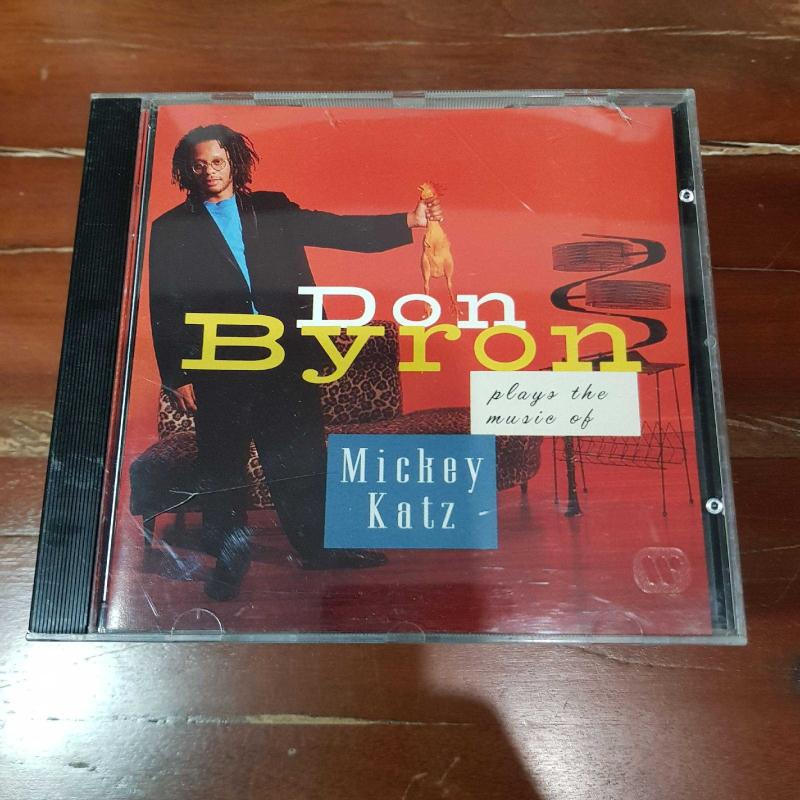 Don
Byron
plays the
music of
Mickey
Katz